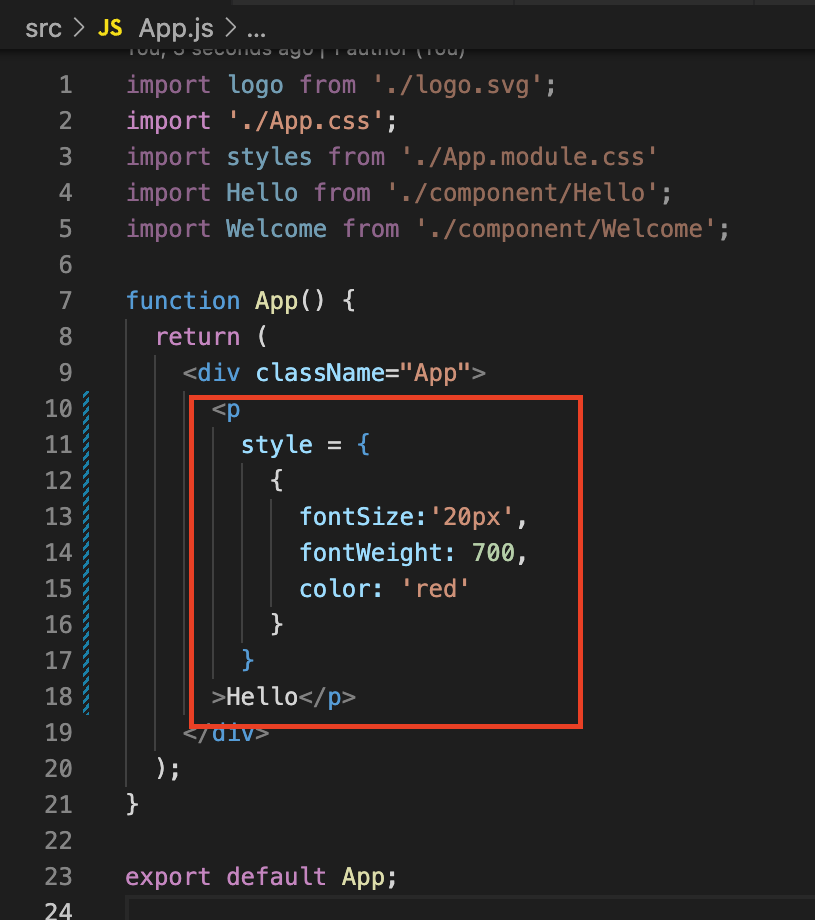 src > JS App.js > ...
You, 3 seconds ago | 1 author (You)
1 import logo from './logo.svg';
2 import './App.css';
3 import styles from './App.module.css'
4 import Hello from './component/Hello';
5 import Welcome from './component/Welcome';
6
7 function App() {
8 return (
9 <div className="App">
10 <p
11 style = {
12 {
13 fontSize:'20px',
14 fontWeight: 700,
15 color: 'red'
16 }
17 }
18 >Hello</p>
19 </div>
20 );
21 }
22
23 export default App;
24